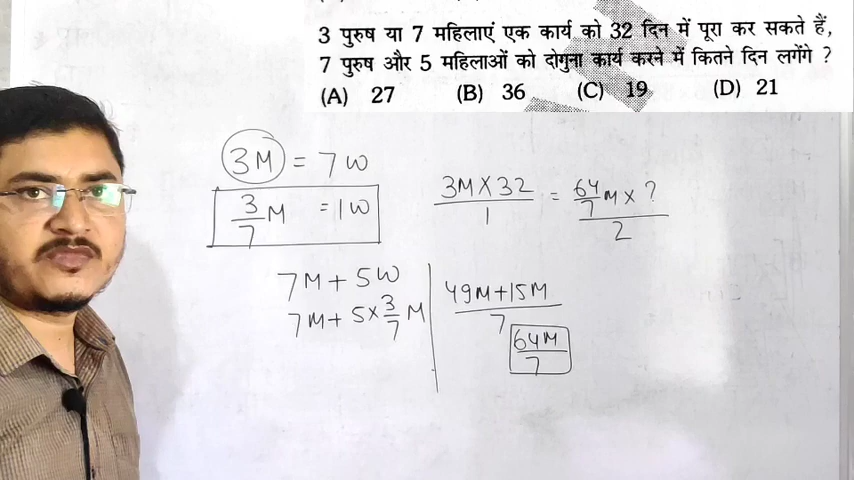 3 पुरुष या 7 महिलाएं एक कार्य को 32 दिन में पूरा कर सकते हैं,
7 पुरुष और 5 महिलाओं को दोगुना कार्य करने में कितने दिन लगेंगे ?
(A) 27 (B) 36 (C) 19 (D) 21
3M = 7W
3/7 M = 1W
3M×32/1 = 64/7 M × ?/2
7M + 5W
7M + 5×3/7 M
49M+15M/7
64M/7